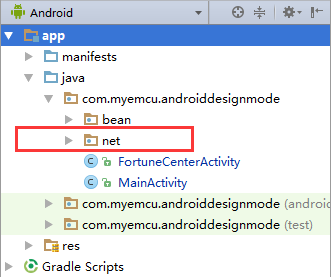 Android
app
manifests
java
com.myemcu.androiddesignmode
bean
net
FortuneCenterActivity
MainActivity
com.myemcu.androiddesignmode (android
com.myemcu.androiddesignmode (test)
res
Gradle Scripts